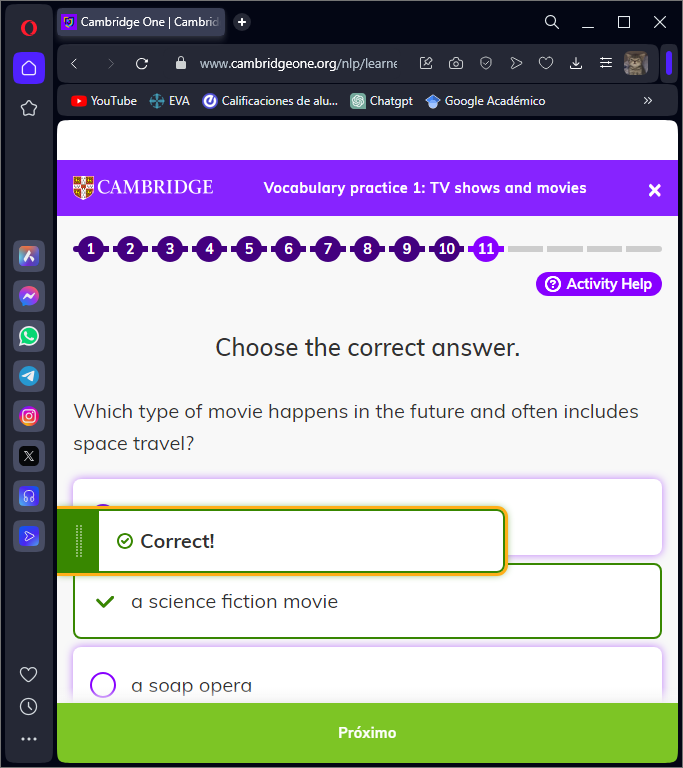 Cambridge One | Cambrid
www.cambridgeone.org/nlp/learne
YouTube
EVA
Calificaciones de alu...
Chatgpt
Google Académico
CAMBRIDGE
Vocabulary practice 1: TV shows and movies
1 2 3 4 5 6 7 8 9 10 11
Activity Help
Choose the correct answer.
Which type of movie happens in the future and often includes
space travel?
Correct!
a science fiction movie
a soap opera
Próximo